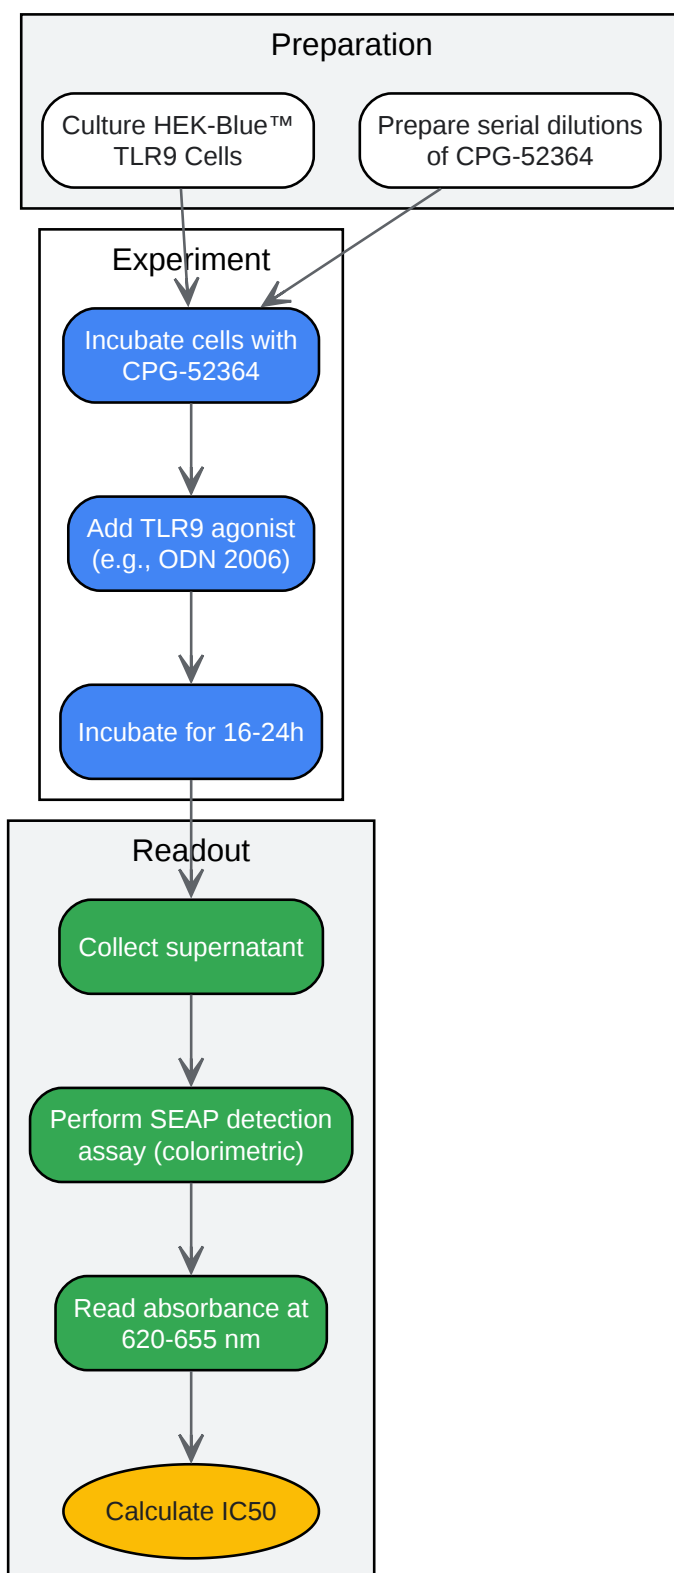 Preparation
Culture HEK-Blue™
TLR9 Cells
Prepare serial dilutions
of CPG-52364
Experiment
Incubate cells with
CPG-52364
Add TLR9 agonist
(e.g., ODN 2006)
Incubate for 16-24h
Readout
Collect supernatant
Perform SEAP detection
assay (colorimetric)
Read absorbance at
620-655 nm
Calculate IC50